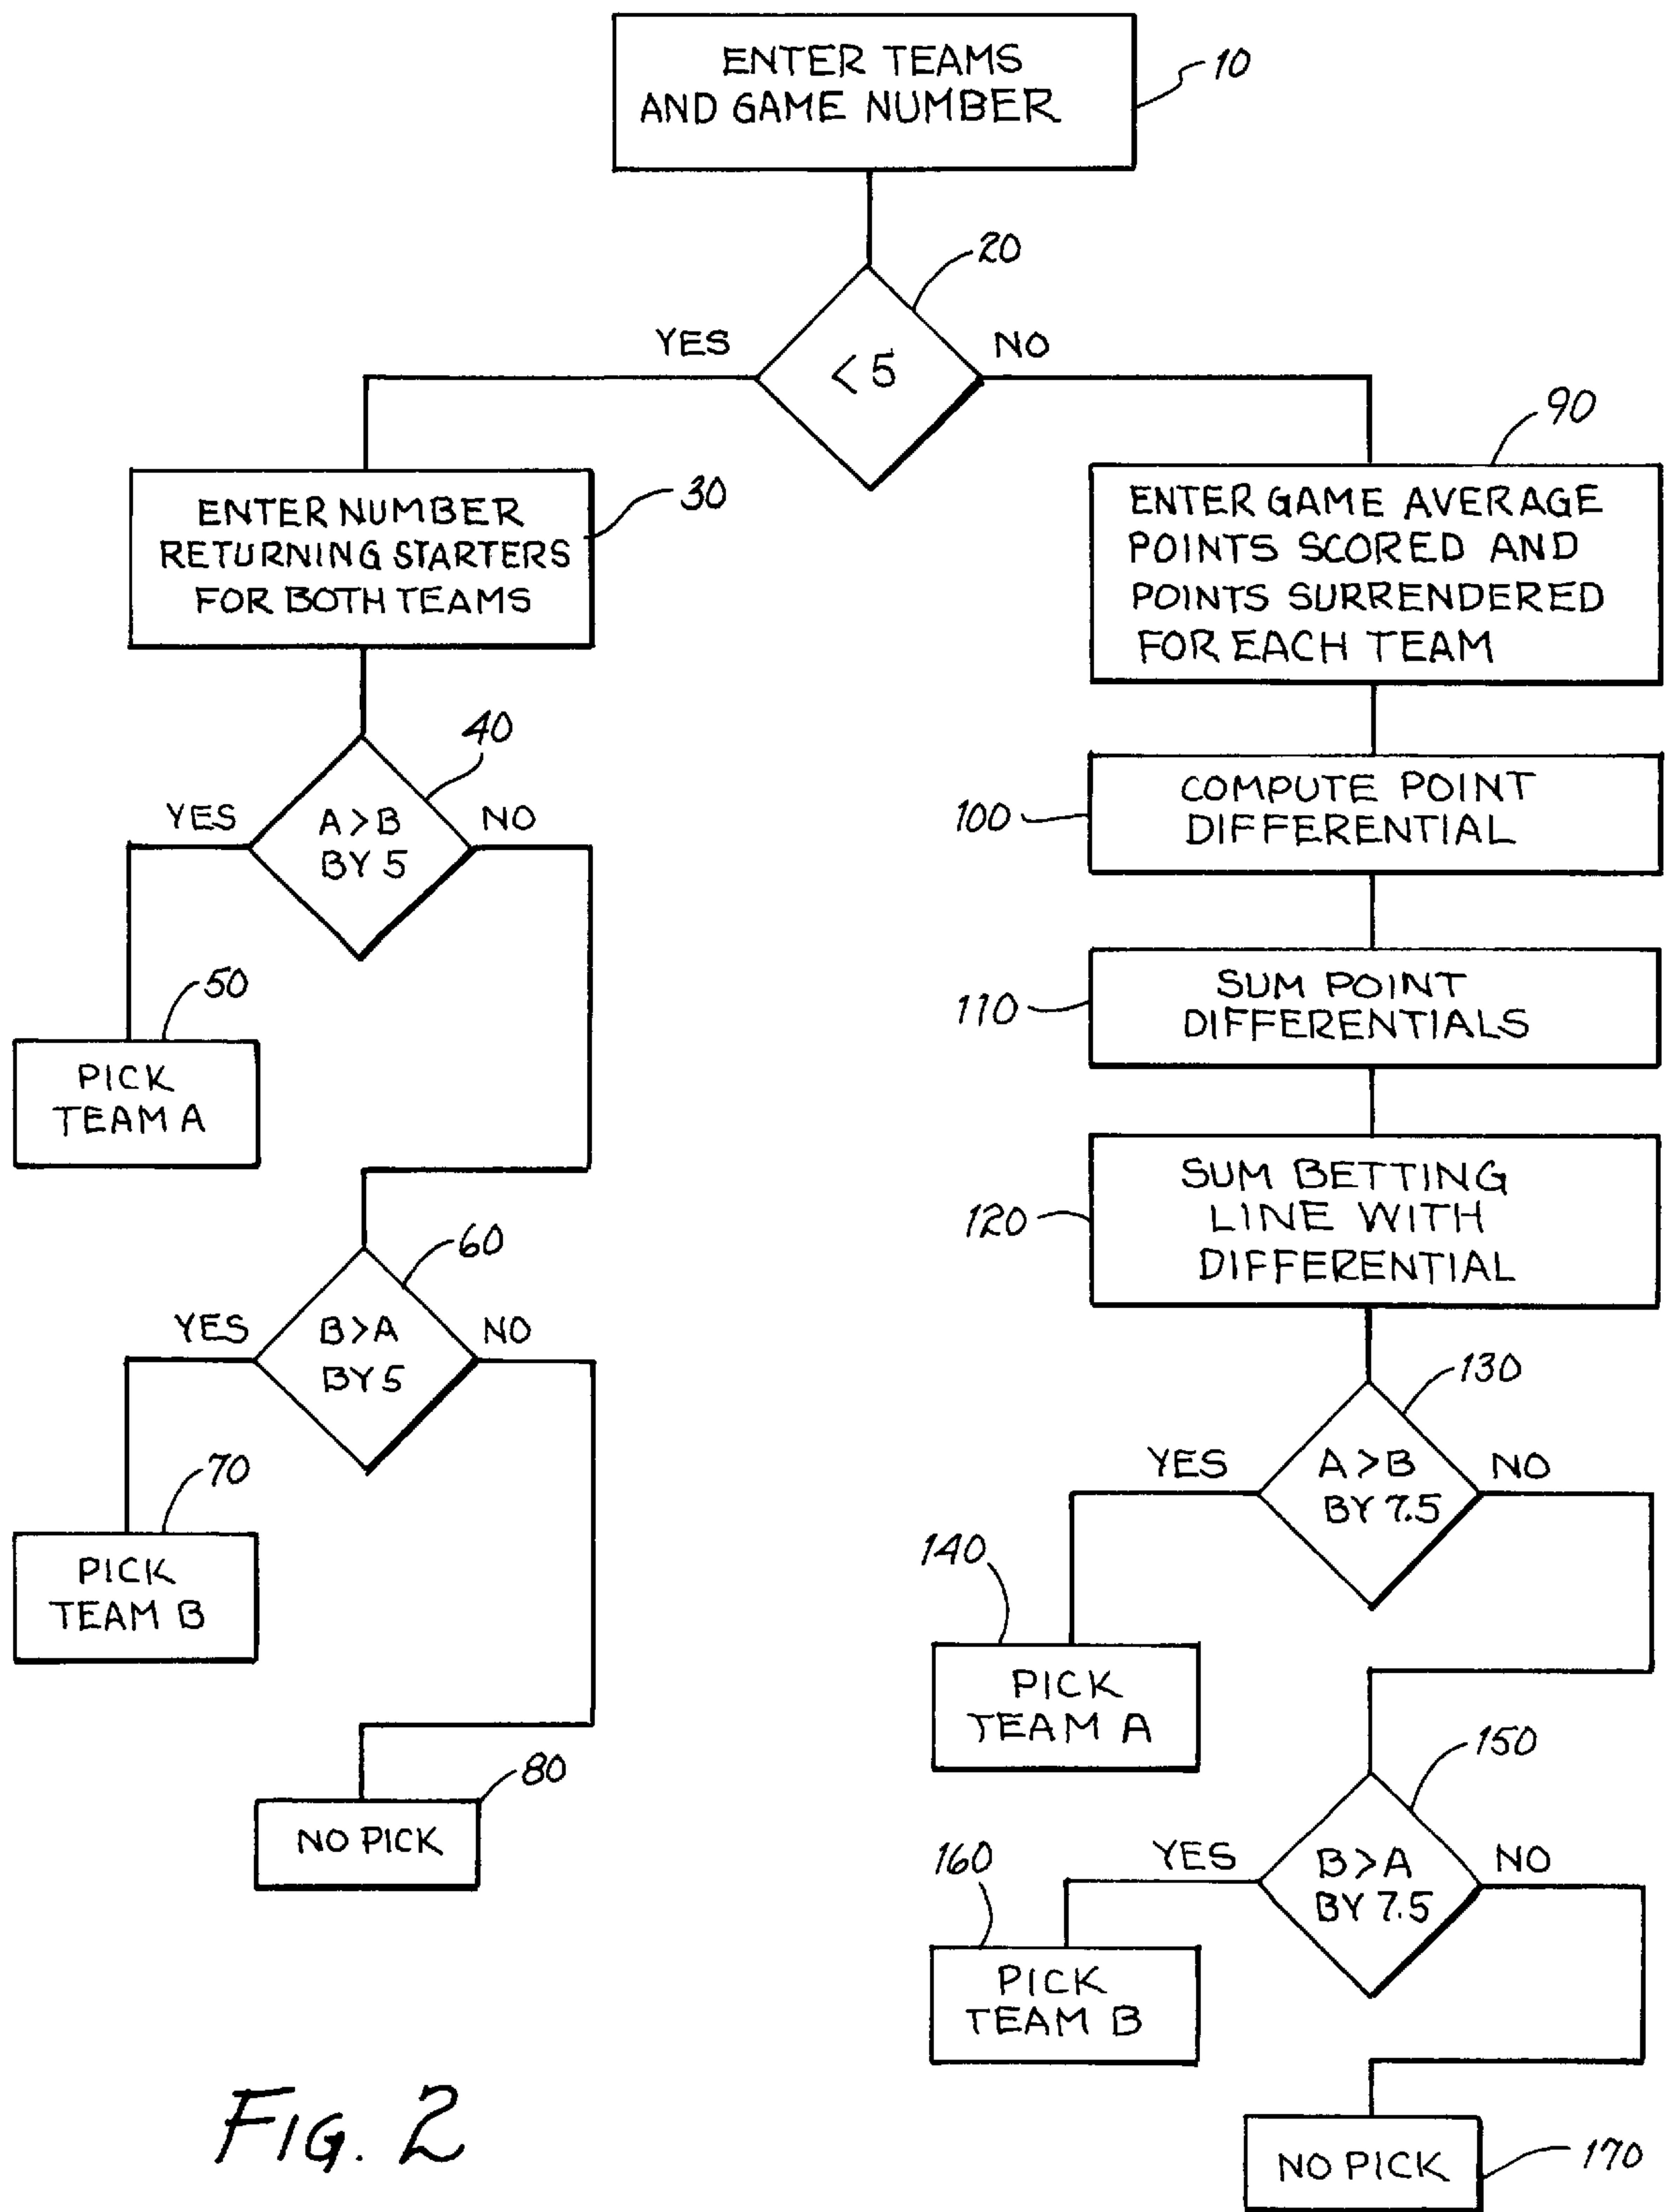 ENTER TEAMS
AND GAME NUMBER
10
20
YES
< 5
NO
ENTER NUMBER
RETURNING STARTERS
FOR BOTH TEAMS
30
40
YES
A > B
BY 5
NO
50
PICK
TEAM A
60
YES
B > A
BY 5
NO
70
PICK
TEAM B
80
NO PICK
90
ENTER GAME AVERAGE
POINTS SCORED AND
POINTS SURRENDERED
FOR EACH TEAM
100
COMPUTE POINT
DIFFERENTIAL
110
SUM POINT
DIFFERENTIALS
120
SUM BETTING
LINE WITH
DIFFERENTIAL
130
YES
A > B
BY 7.5
NO
140
PICK
TEAM A
150
YES
B > A
BY 7.5
NO
160
PICK
TEAM B
NO PICK
170
FIG. 2